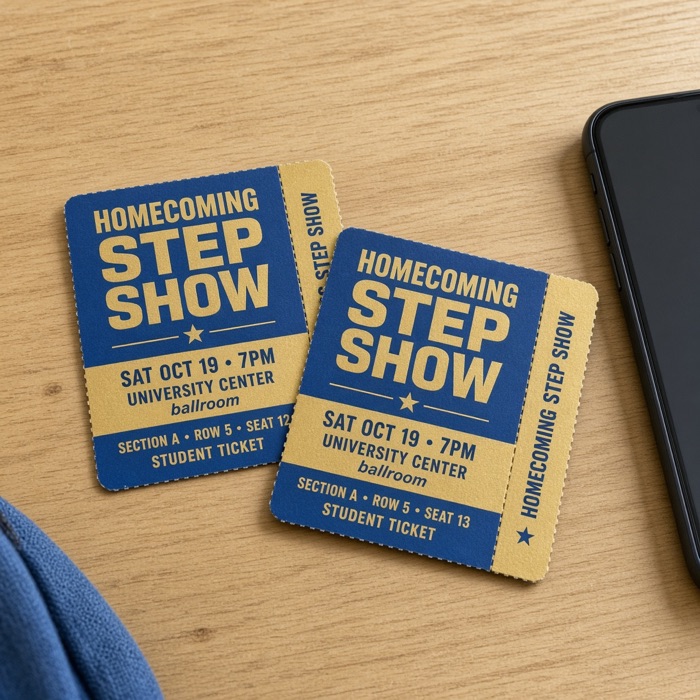 HOMECOMING
STEP
SHOW
SAT OCT 19 • 7PM
UNIVERSITY CENTER
ballroom
SECTION A • ROW 5 • SEAT 12
STUDENT TICKET
STEP SHOW
HOMECOMING
STEP
SHOW
SAT OCT 19 • 7PM
UNIVERSITY CENTER
ballroom
SECTION A • ROW 5 • SEAT 13
STUDENT TICKET
HOMECOMING STEP SHOW